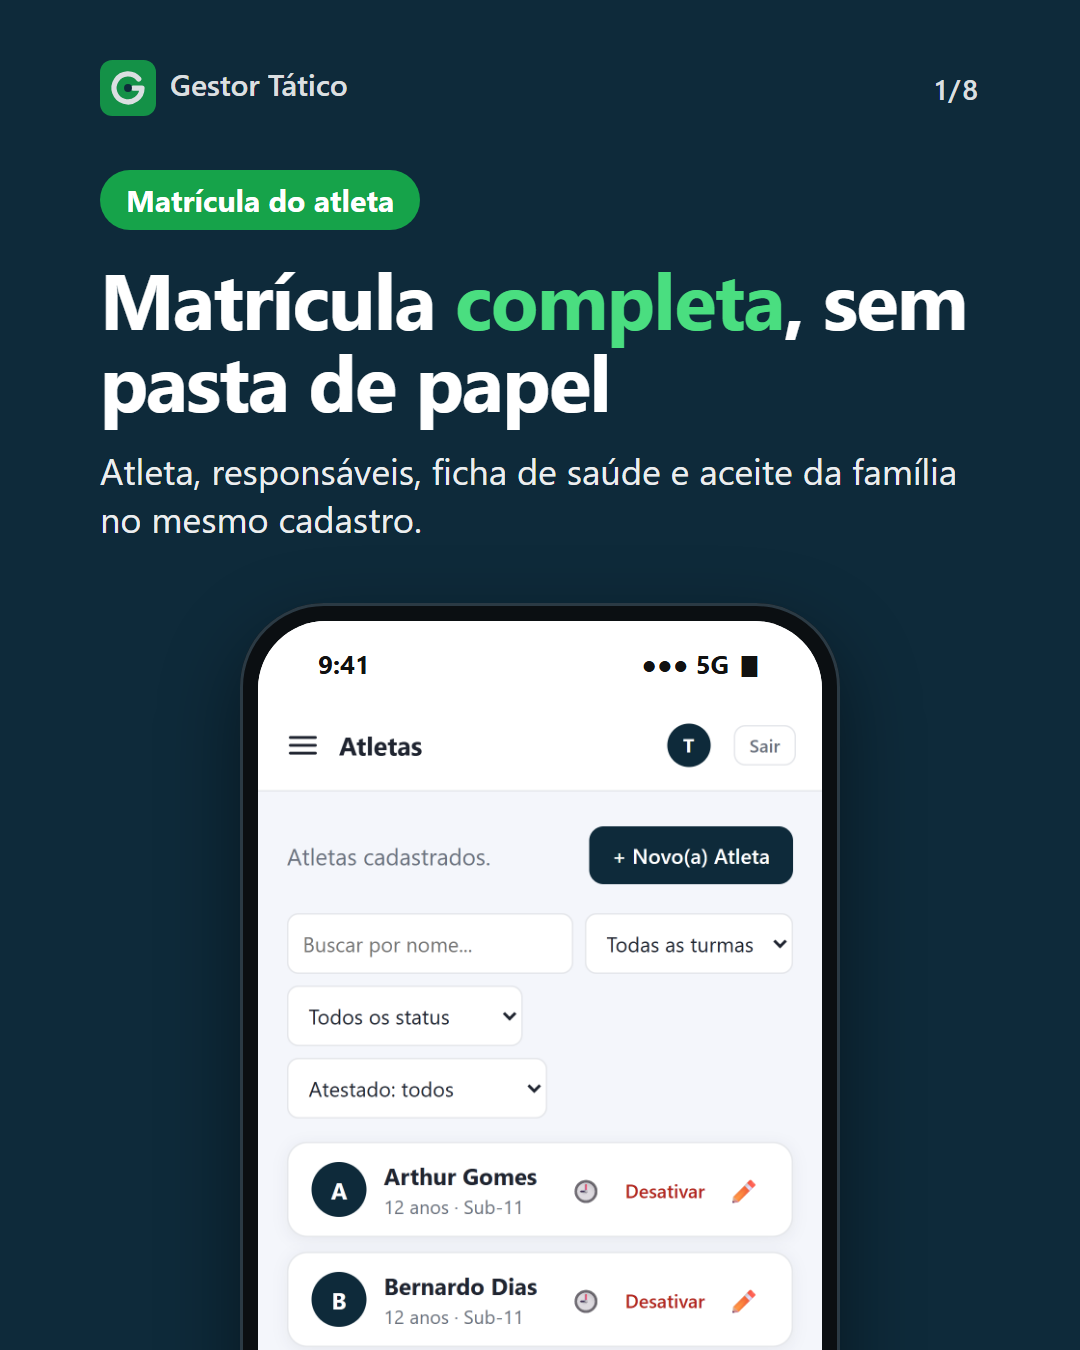 Gestor Tático
1/8
Matrícula do atleta
Matrícula completa, sem
pasta de papel
Atleta, responsáveis, ficha de saúde e aceite da família
no mesmo cadastro.
9:41
5G
Atletas
T
Sair
Atletas cadastrados.
+ Novo(a) Atleta
Buscar por nome...
Todas as turmas
Todos os status
Atestado: todos
A
Arthur Gomes
12 anos · Sub-11
Desativar
B
Bernardo Dias
12 anos · Sub-11
Desativar